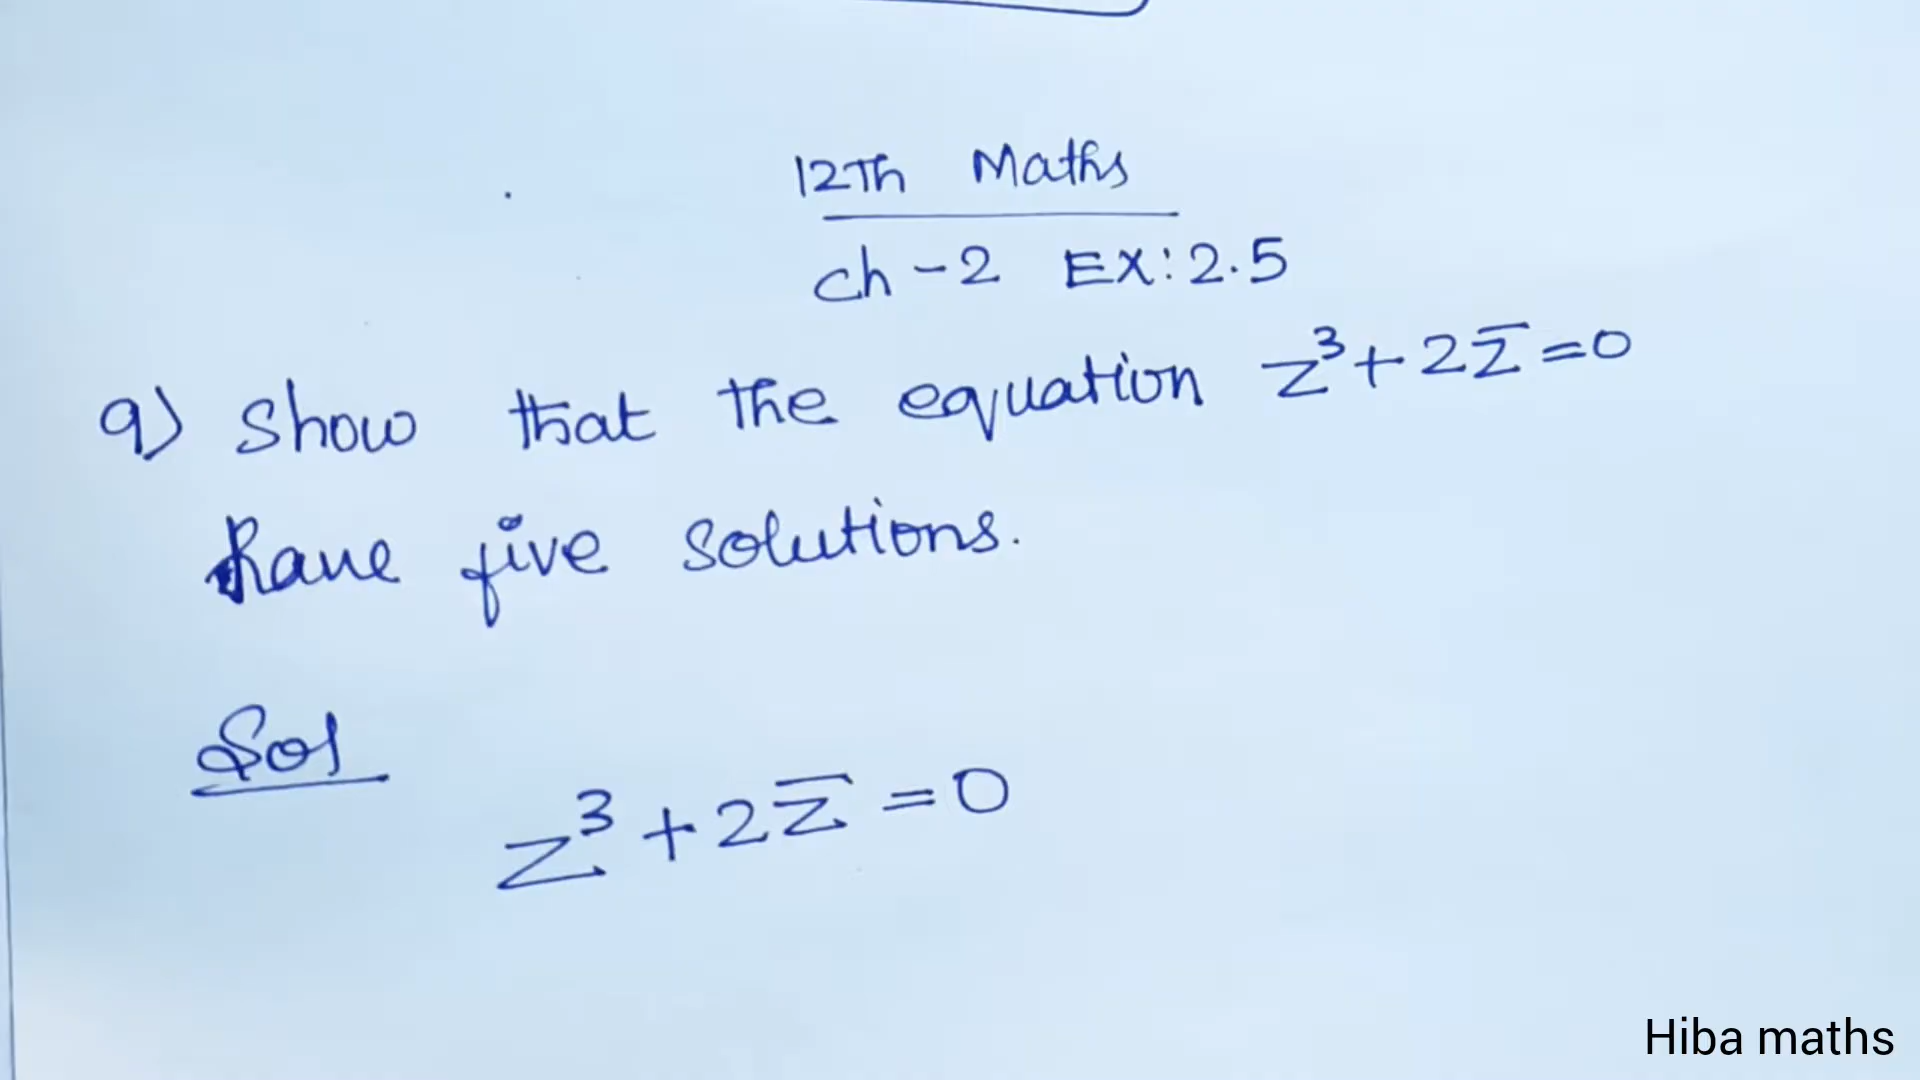 12Th Maths
Ch - 2 EX: 2.5
9) Show that the equation z³ + 2z̅ = 0
have five solutions.
Sol
z³ + 2z̅ = 0
Hiba maths